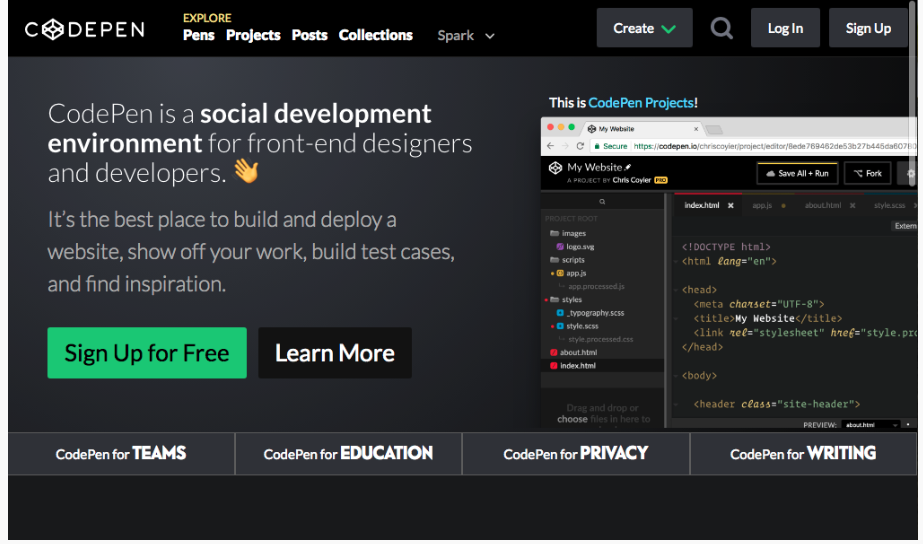 CODEPEN
EXPLORE
Pens Projects Posts Collections Spark
Create
Log In
Sign Up
CodePen is a social development
environment for front-end designers
and developers. 👋
It's the best place to build and deploy a
website, show off your work, build test cases,
and find inspiration.
Sign Up for Free
Learn More
This is CodePen Projects!
My Website
Secure https://codepen.io/chriscoyier/project/editor/8ede769462de53b27b445da607
My Website
A PROJECT BY Chris Coyier PRO
Save All + Run
Fork
PROJECT ROOT
images
logo.svg
scripts
app.js
app.processed.js
styles
_typography.scss
style.scss
style.processed.css
about.html
index.html
Drag and drop or
choose files in here to
index.html app.js about.html style.scss
Extern
<!DOCTYPE html>
<html lang="en">
<head>
<meta charset="UTF-8">
<title>My Website</title>
<link rel="stylesheet" href="style.pro
</head>
<body>
<header class="site-header">
PREVIEW: about.html
CodePen for TEAMS
CodePen for EDUCATION
CodePen for PRIVACY
CodePen for WRITING